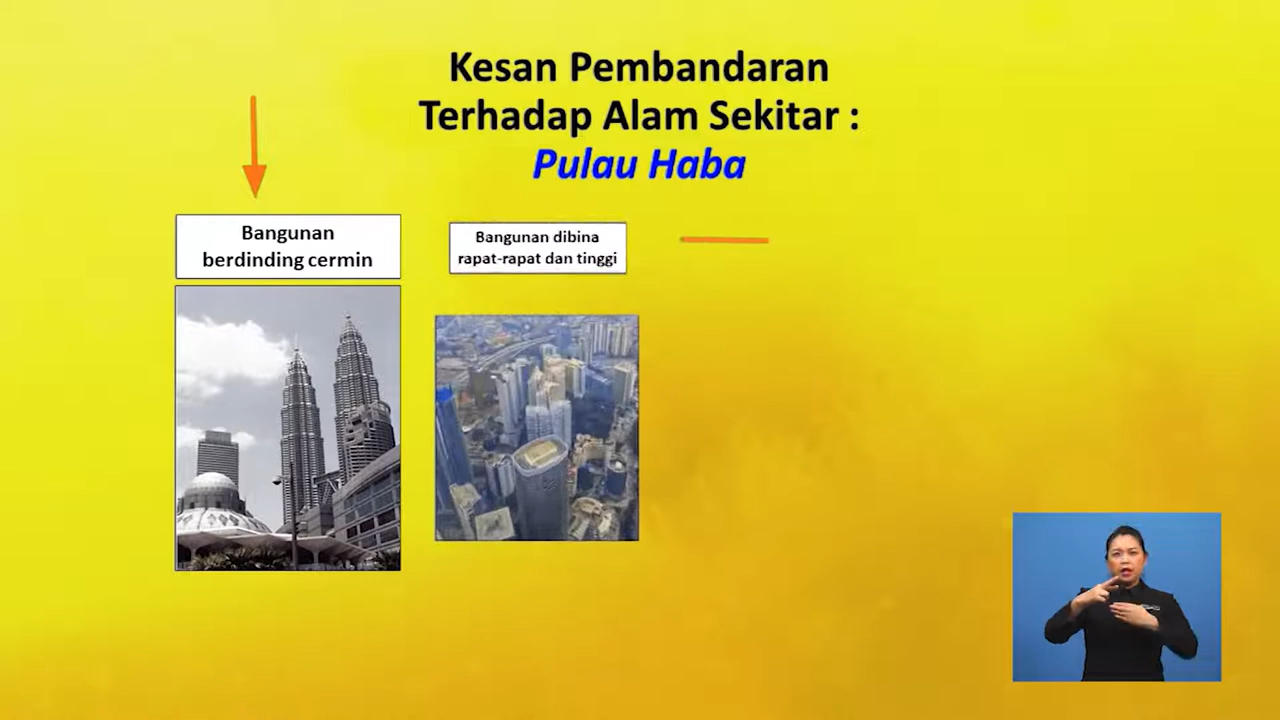 Kesan Pembandaran
Terhadap Alam Sekitar :
Pulau Haba
Bangunan
berdinding cermin
Bangunan dibina
rapat-rapat dan tinggi